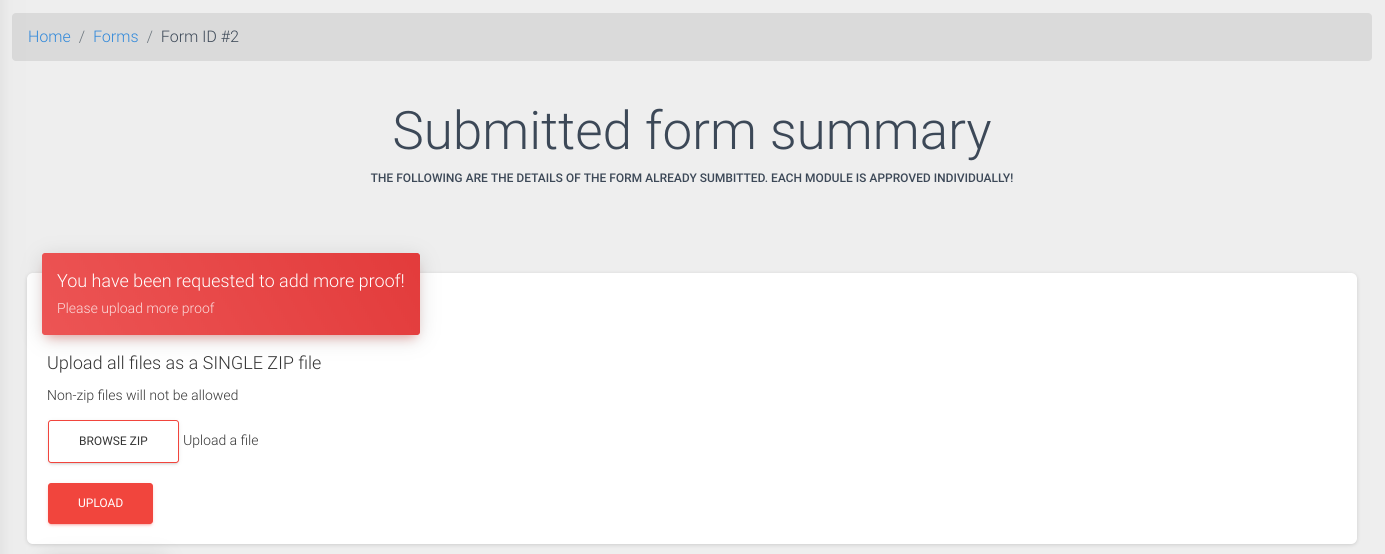 Home / Forms / Form ID #2
Submitted form summary
THE FOLLOWING ARE THE DETAILS OF THE FORM ALREADY SUMBITTED. EACH MODULE IS APPROVED INDIVIDUALLY!
You have been requested to add more proof!
Please upload more proof
Upload all files as a SINGLE ZIP file
Non-zip files will not be allowed
BROWSE ZIP Upload a file
UPLOAD